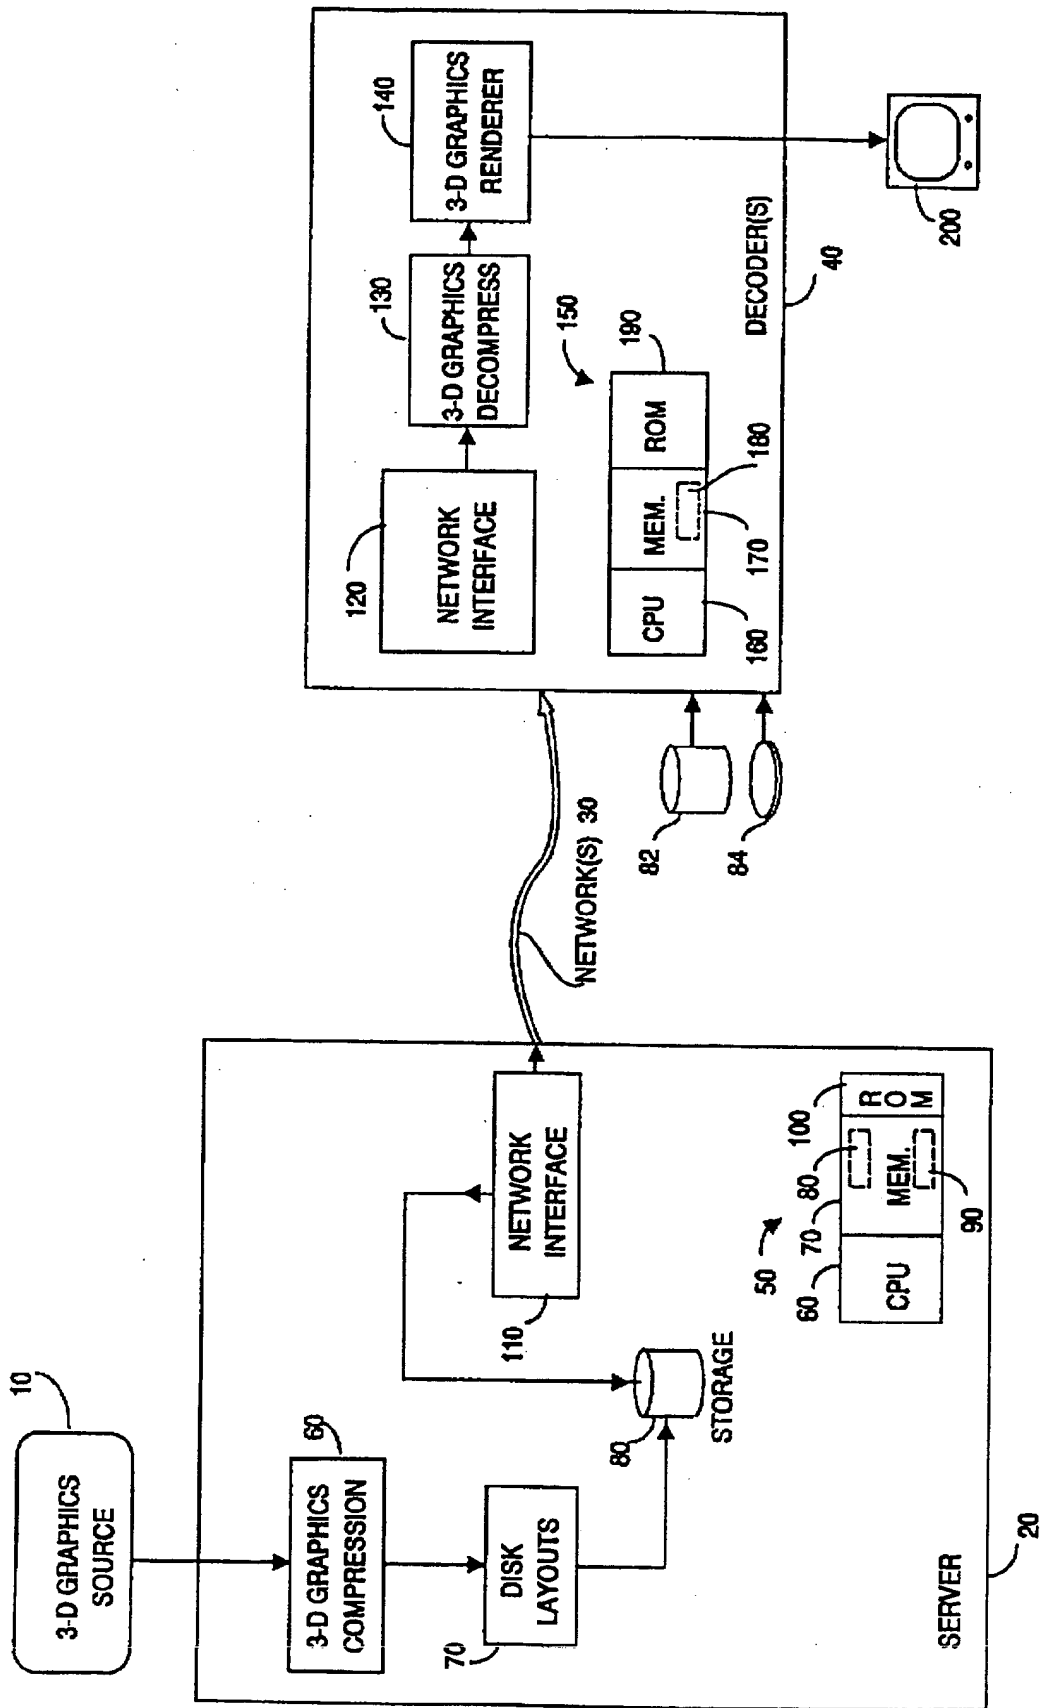 10
3-D GRAPHICS
SOURCE
60
3-D GRAPHICS
COMPRESSION
70
DISK
LAYOUTS
80
STORAGE
110
NETWORK
INTERFACE
50
60
70
80
100
CPU
MEM.
ROM
90
SERVER
20
NETWORK(S) 30
82
84
120
NETWORK
INTERFACE
130
3-D GRAPHICS
DECOMPRESS
140
3-D GRAPHICS
RENDERER
150
190
CPU
MEM.
ROM
160
170
180
DECODER(S)
40
200